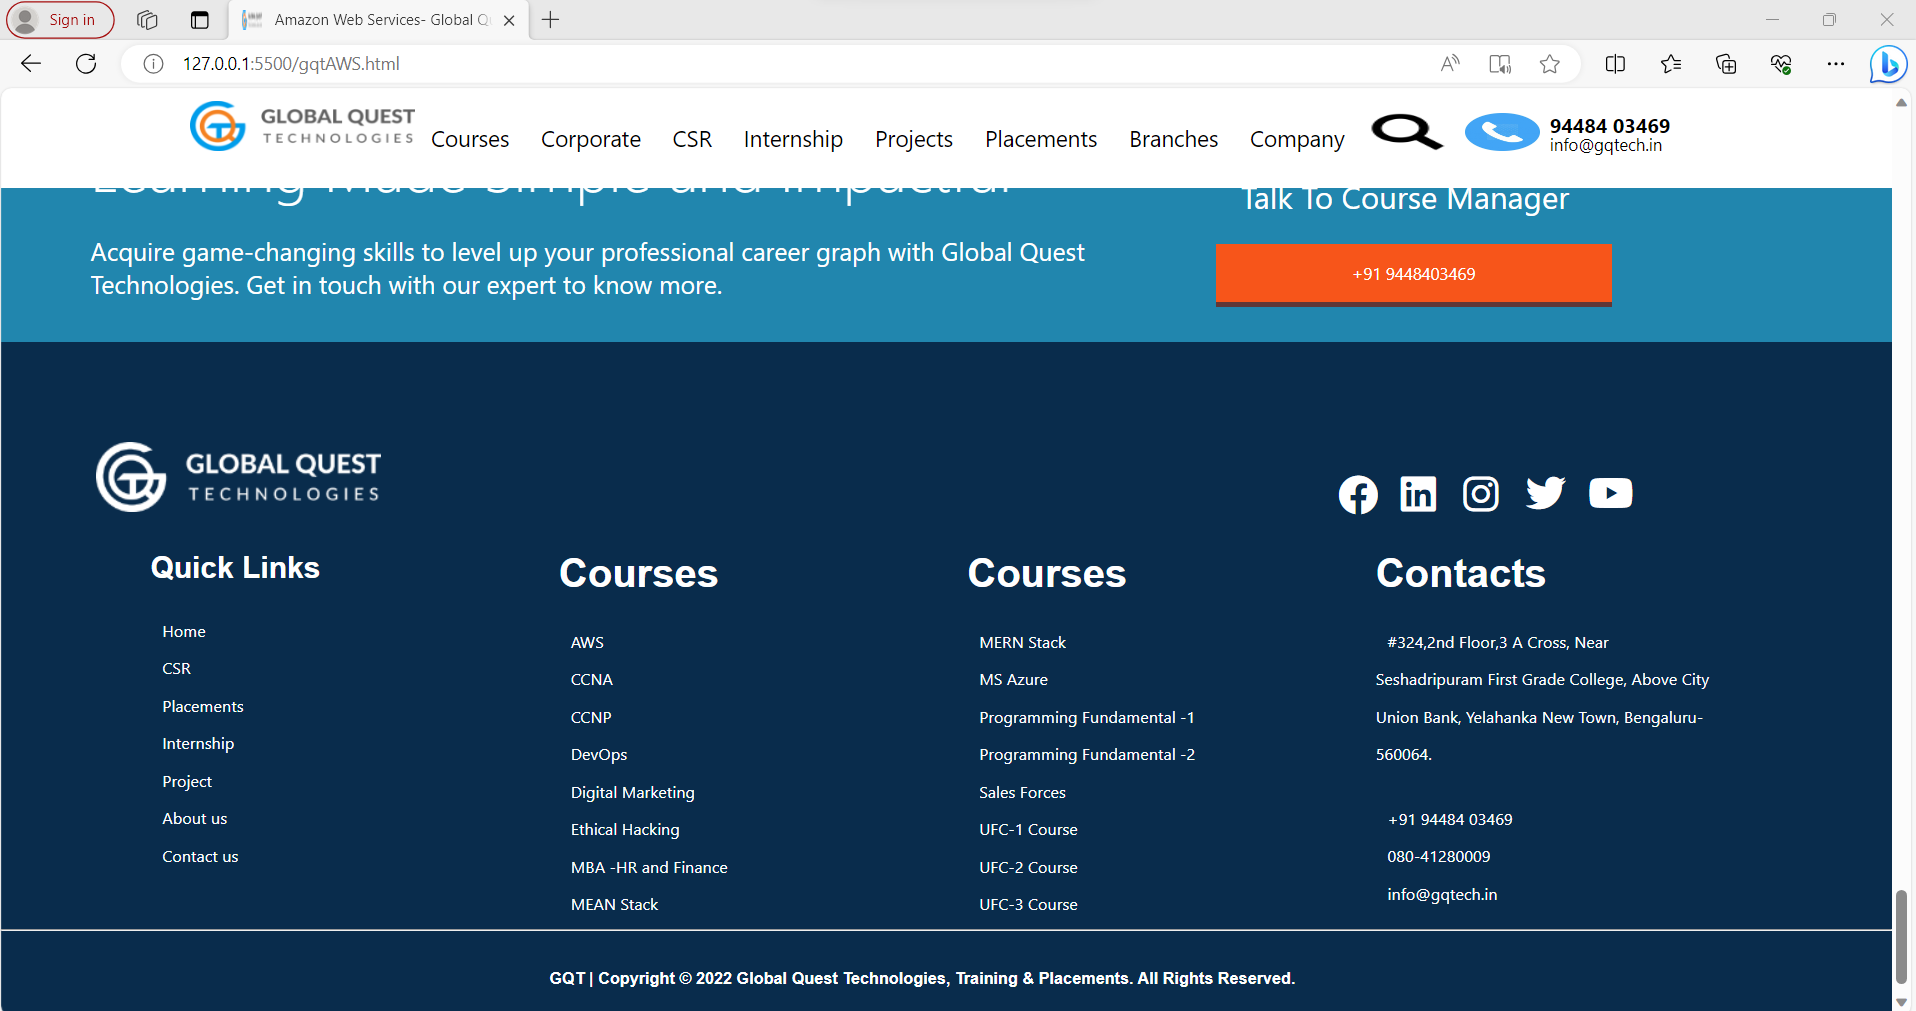 Sign in
Amazon Web Services- Global Qu
127.0.0.1:5500/gqtAWS.html
GLOBAL QUEST
TECHNOLOGIES
Courses Corporate CSR Internship Projects Placements Branches Company
94484 03469
info@gqtech.in
Learning Made Simple and Impactful
Talk To Course Manager
Acquire game-changing skills to level up your professional career graph with Global Quest
Technologies. Get in touch with our expert to know more.
+91 9448403469
GLOBAL QUEST
TECHNOLOGIES
Quick Links
Home
CSR
Placements
Internship
Project
About us
Contact us
Courses
AWS
CCNA
CCNP
DevOps
Digital Marketing
Ethical Hacking
MBA -HR and Finance
MEAN Stack
Courses
MERN Stack
MS Azure
Programming Fundamental -1
Programming Fundamental -2
Sales Forces
UFC-1 Course
UFC-2 Course
UFC-3 Course
Contacts
#324,2nd Floor,3 A Cross, Near
Seshadripuram First Grade College, Above City
Union Bank, Yelahanka New Town, Bengaluru-
560064.
+91 94484 03469
080-41280009
info@gqtech.in
GQT | Copyright © 2022 Global Quest Technologies, Training & Placements. All Rights Reserved.